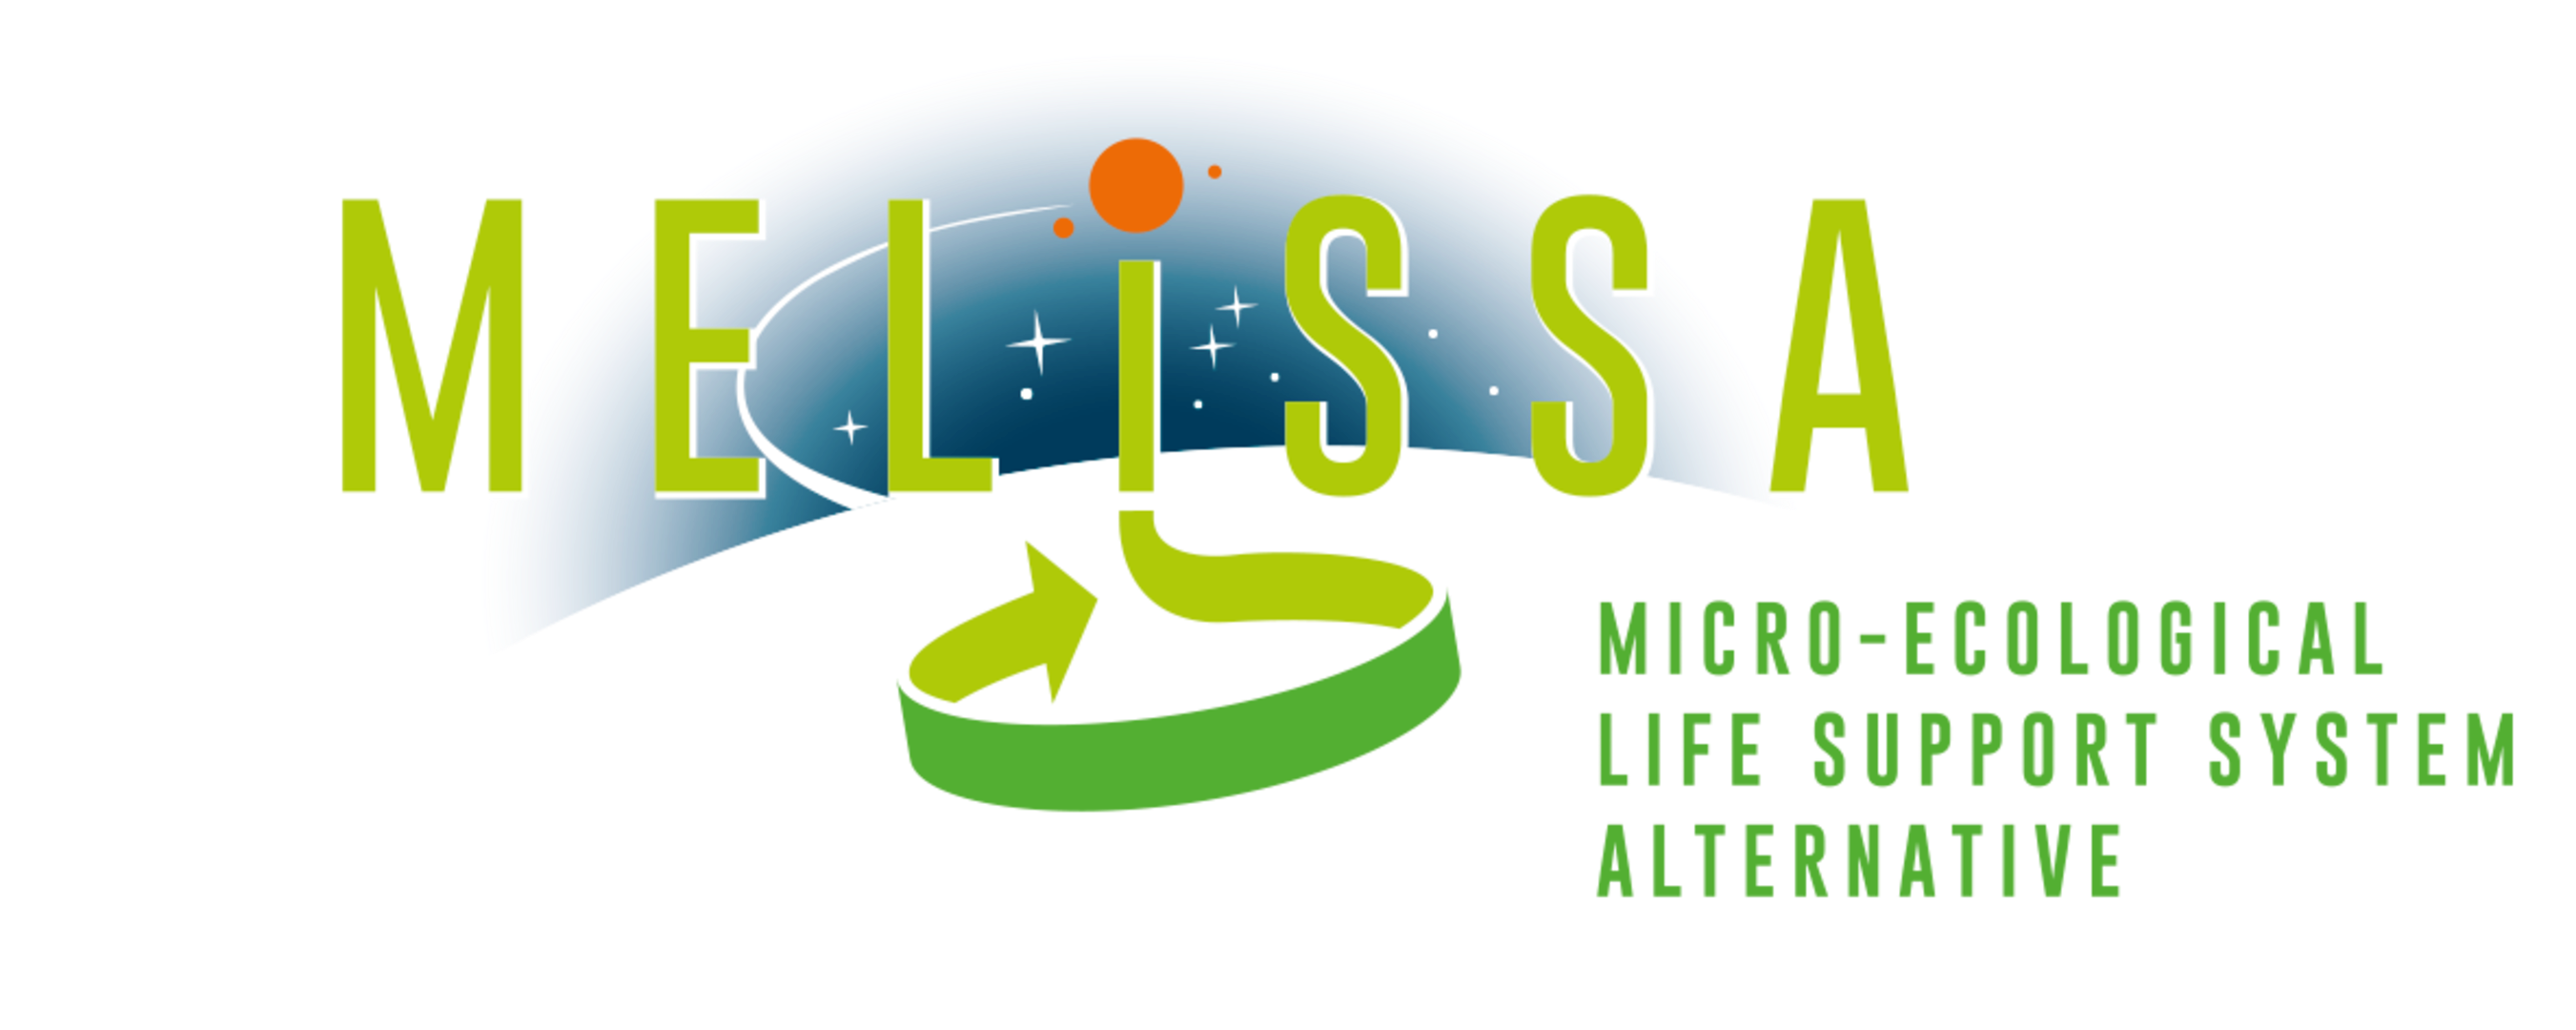 MELiSSA
MICRO-ECOLOGICAL
LIFE SUPPORT SYSTEM
ALTERNATIVE